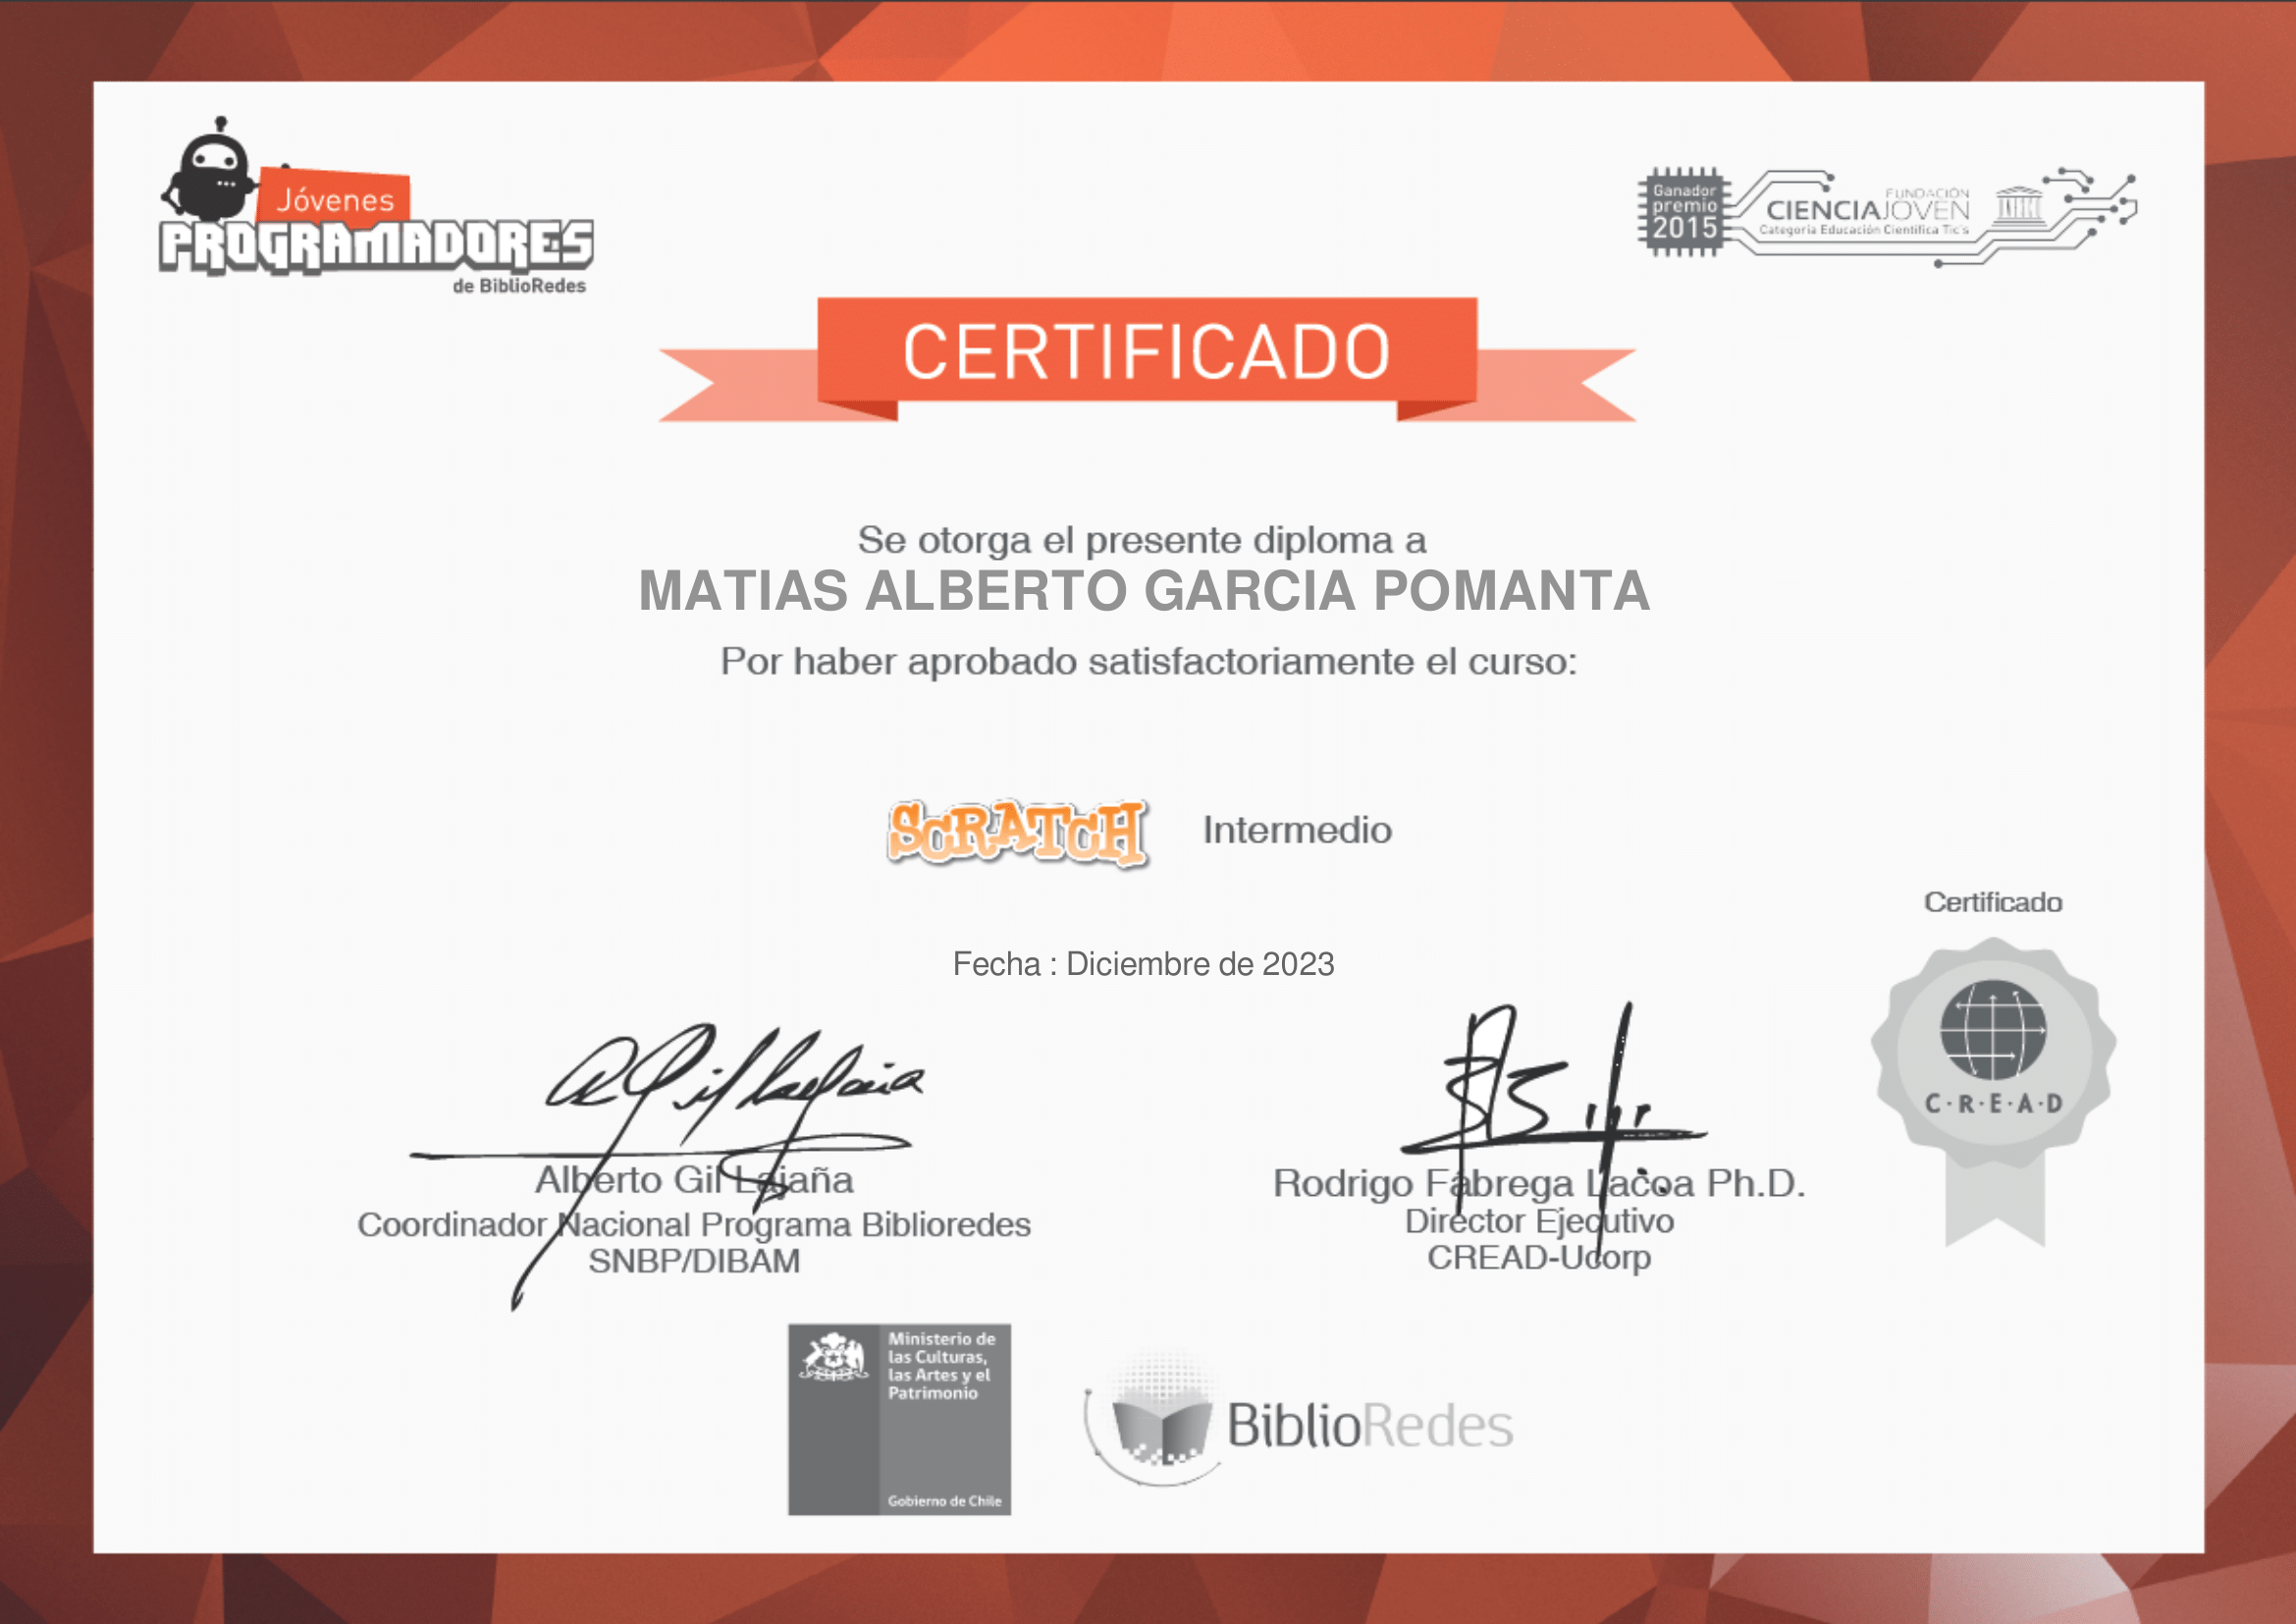 Jóvenes
PROGRAMADORES
de BiblioRedes
Ganador
premio
2015
FUNDACIÓN
CIENCIAJOVEN
Categoría Educación Científica Tic's
CERTIFICADO
Se otorga el presente diploma a
MATIAS ALBERTO GARCIA POMANTA
Por haber aprobado satisfactoriamente el curso:
SCRATCH Intermedio
Certificado
Fecha : Diciembre de 2023
C·R·E·A·D
Alberto Gil Lajaña
Coordinador Nacional Programa Biblioredes
SNBP/DIBAM
Rodrigo Fábrega Lacoa Ph.D.
Director Ejecutivo
CREAD-Ucorp
Ministerio de
las Culturas,
las Artes y el
Patrimonio
Gobierno de Chile
BiblioRedes